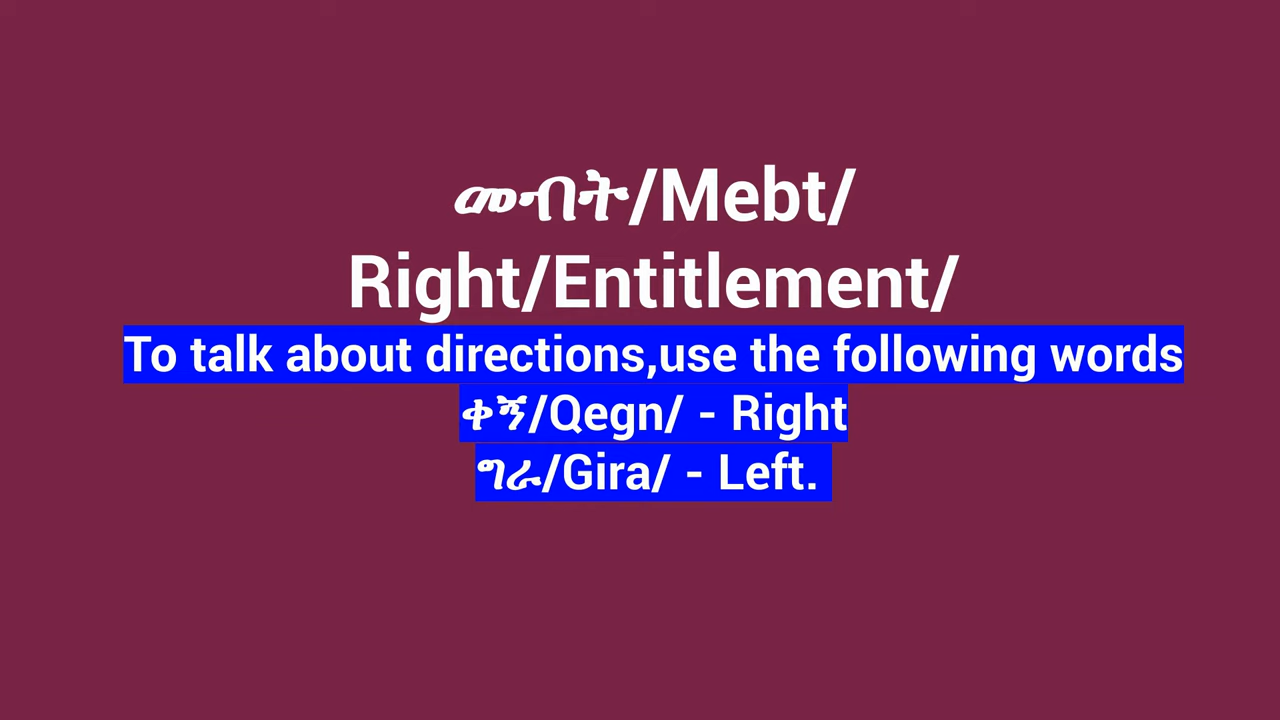 መብት/Mebt/
Right/Entitlement/
To talk about directions,use the following words
ቀኝ/Qegn/ - Right
ግራ/Gira/ - Left.